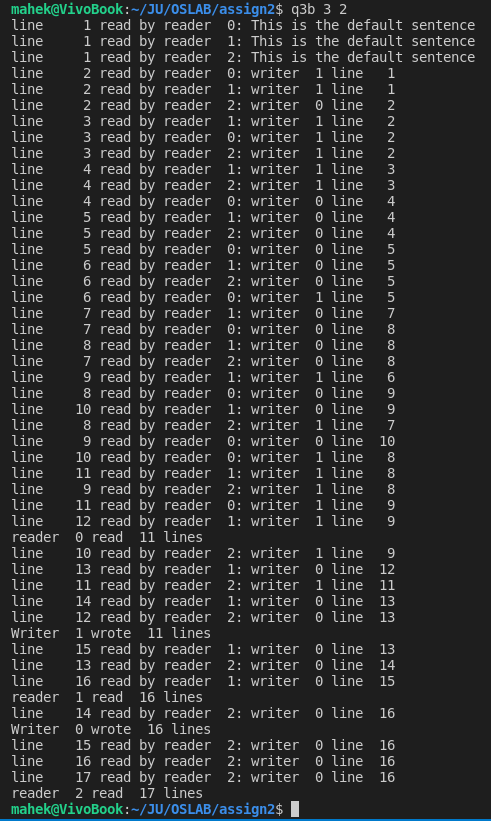 mahek@VivoBook:~/JU/OSLAB/assign2$ q3b 3 2
line     1 read by reader  0: This is the default sentence
line     1 read by reader  1: This is the default sentence
line     1 read by reader  2: This is the default sentence
line     2 read by reader  0: writer  1 line   1
line     2 read by reader  1: writer  1 line   1
line     2 read by reader  2: writer  0 line   2
line     3 read by reader  1: writer  1 line   2
line     3 read by reader  0: writer  1 line   2
line     3 read by reader  2: writer  1 line   2
line     4 read by reader  1: writer  1 line   3
line     4 read by reader  2: writer  1 line   3
line     4 read by reader  0: writer  0 line   4
line     5 read by reader  1: writer  0 line   4
line     5 read by reader  2: writer  0 line   4
line     5 read by reader  0: writer  0 line   5
line     6 read by reader  1: writer  0 line   5
line     6 read by reader  2: writer  0 line   5
line     6 read by reader  0: writer  1 line   5
line     7 read by reader  1: writer  0 line   7
line     7 read by reader  0: writer  0 line   8
line     8 read by reader  1: writer  0 line   8
line     7 read by reader  2: writer  0 line   8
line     9 read by reader  1: writer  1 line   6
line     8 read by reader  0: writer  0 line   9
line    10 read by reader  1: writer  0 line   9
line     8 read by reader  2: writer  1 line   7
line     9 read by reader  0: writer  0 line  10
line    10 read by reader  0: writer  1 line   8
line    11 read by reader  1: writer  1 line   8
line     9 read by reader  2: writer  1 line   8
line    11 read by reader  0: writer  1 line   9
line    12 read by reader  1: writer  1 line   9
reader  0 read  11 lines
line    10 read by reader  2: writer  1 line   9
line    13 read by reader  1: writer  0 line  12
line    11 read by reader  2: writer  1 line  11
line    14 read by reader  1: writer  0 line  13
line    12 read by reader  2: writer  0 line  13
Writer  1 wrote  11 lines
line    15 read by reader  1: writer  0 line  13
line    13 read by reader  2: writer  0 line  14
line    16 read by reader  1: writer  0 line  15
reader  1 read  16 lines
line    14 read by reader  2: writer  0 line  16
Writer  0 wrote  16 lines
line    15 read by reader  2: writer  0 line  16
line    16 read by reader  2: writer  0 line  16
line    17 read by reader  2: writer  0 line  16
reader  2 read  17 lines
mahek@VivoBook:~/JU/OSLAB/assign2$